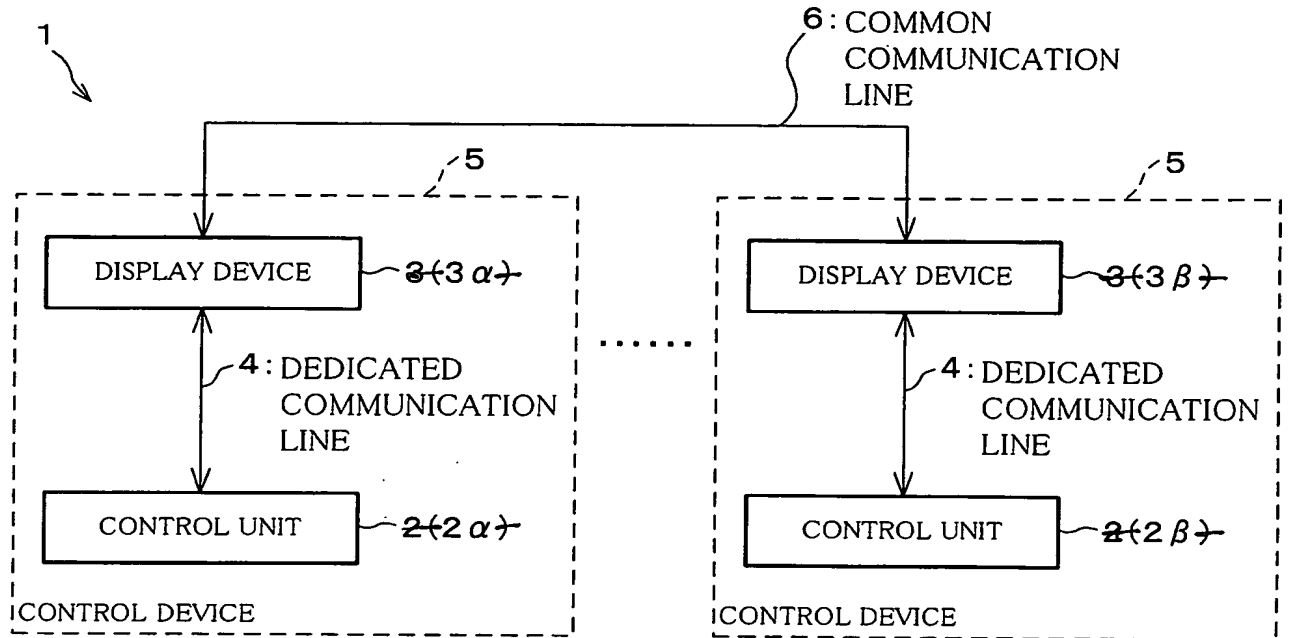 1
6: COMMON
COMMUNICATION
LINE
5
DISPLAY DEVICE
3(3α)
4: DEDICATED
COMMUNICATION
LINE
CONTROL UNIT
2(2α)
CONTROL DEVICE
......
5
DISPLAY DEVICE
3(3β)
4: DEDICATED
COMMUNICATION
LINE
CONTROL UNIT
2(2β)
CONTROL DEVICE